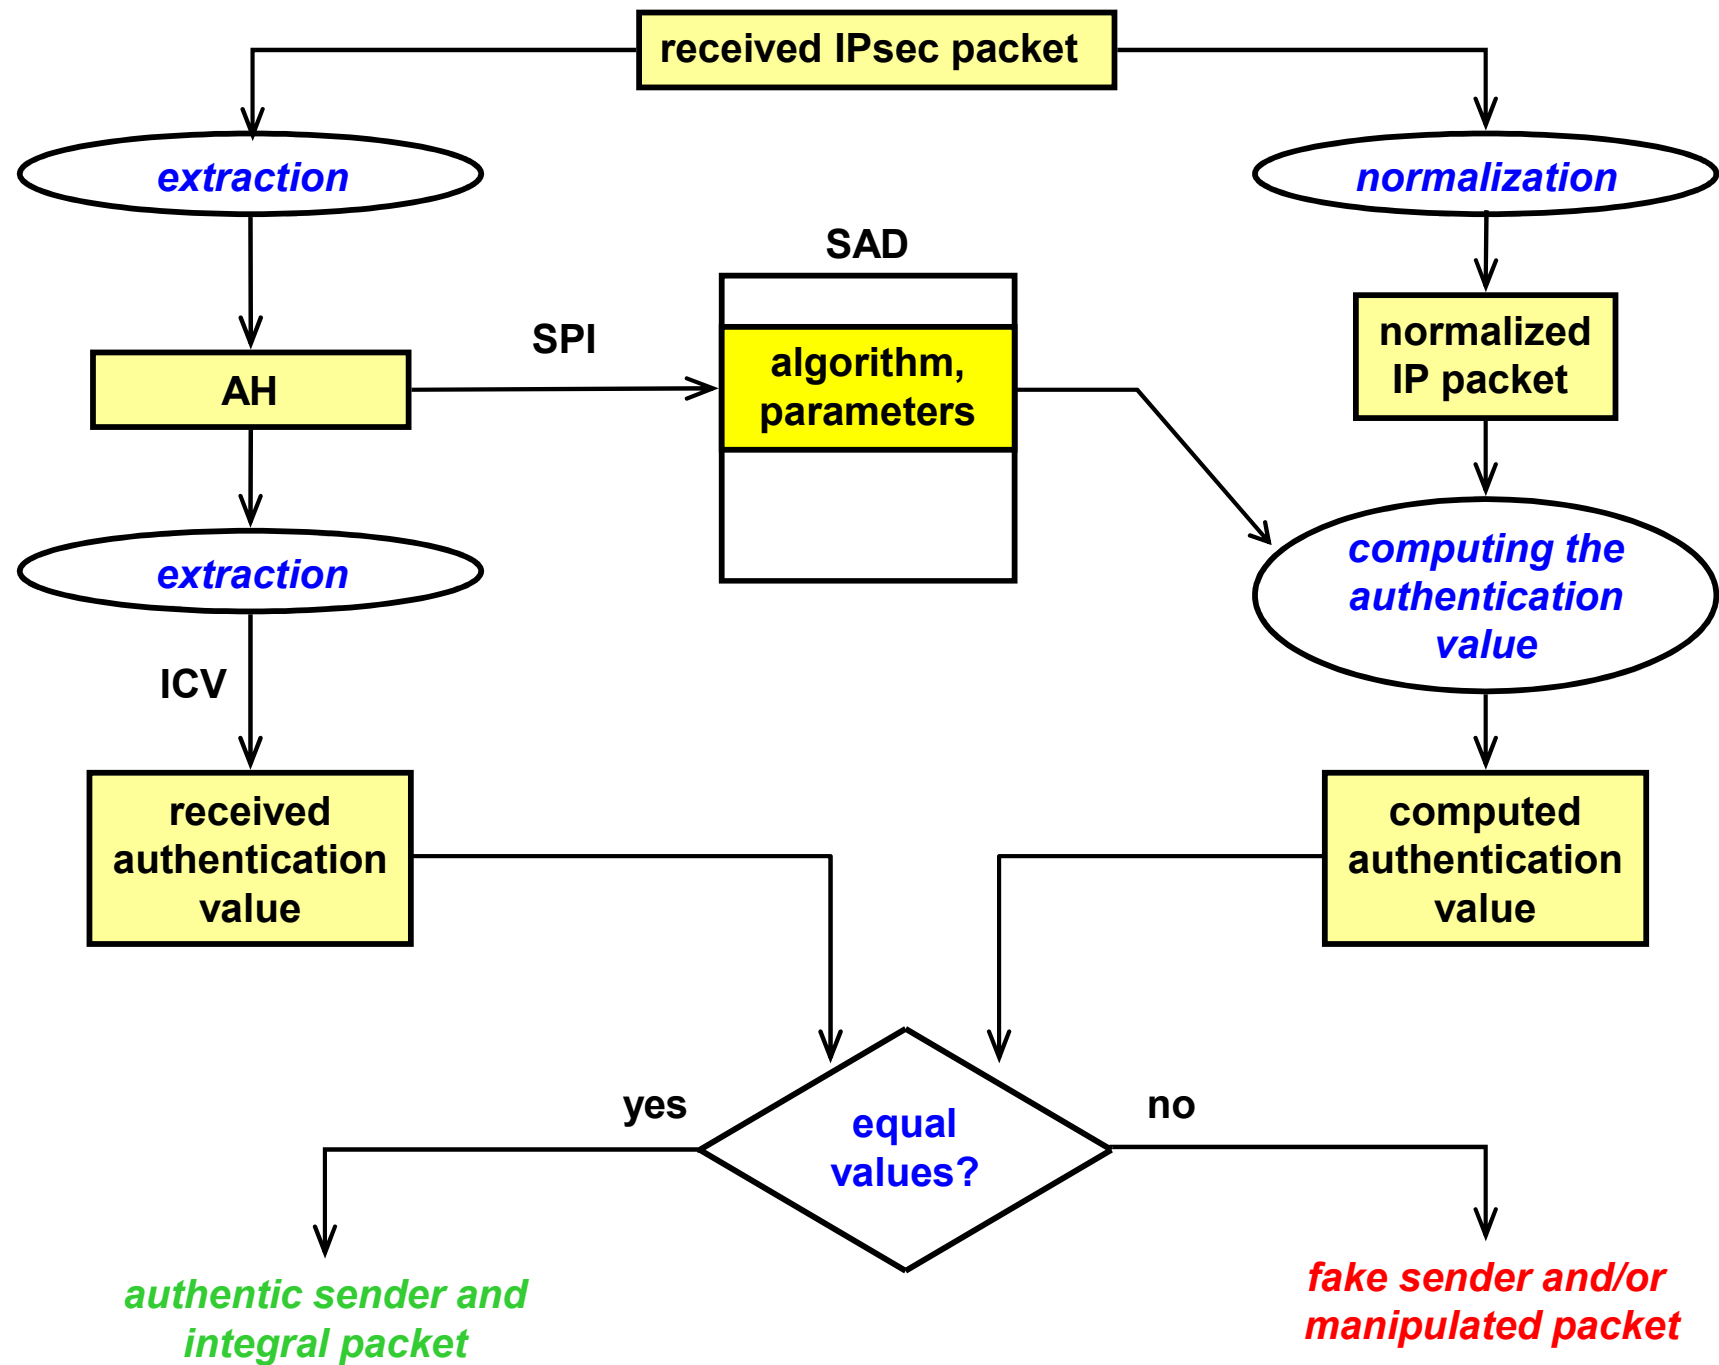 received IPsec packet
extraction
normalization
SAD
SPI
algorithm,
parameters
normalized
IP packet
AH
extraction
computing the
authentication
value
ICV
received
authentication
value
computed
authentication
value
yes
no
equal
values?
authentic sender and
integral packet
fake sender and/or
manipulated packet